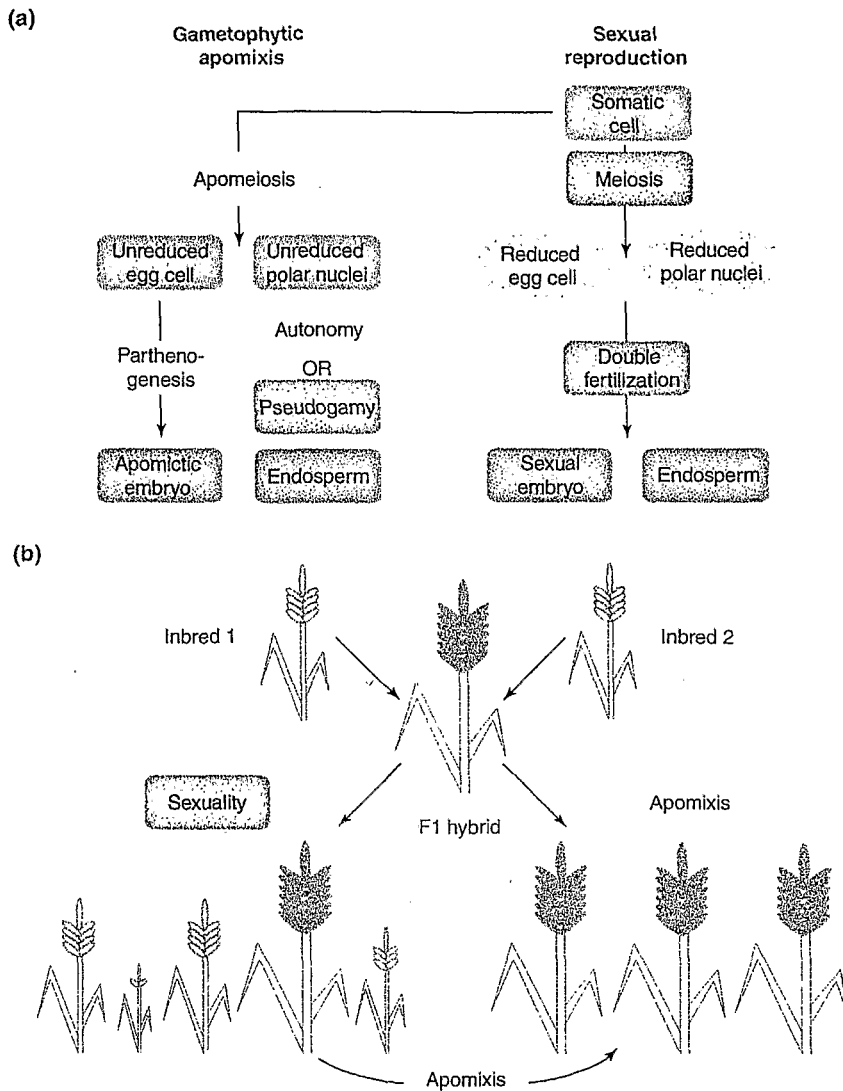 (a)
Gametophytic
apomixis
Sexual
reproduction
Somatic
cell
Apomeiosis
Meiosis
Unreduced
egg cell
Unreduced
polar nuclei
Reduced
egg cell
Reduced
polar nuclei
Partheno-
genesis
Autonomy
OR
Pseudogamy
Double
fertilization
Apomictic
embryo
Endosperm
Sexual
embryo
Endosperm
(b)
Inbred 1
Inbred 2
Sexuality
F1 hybrid
Apomixis
Apomixis